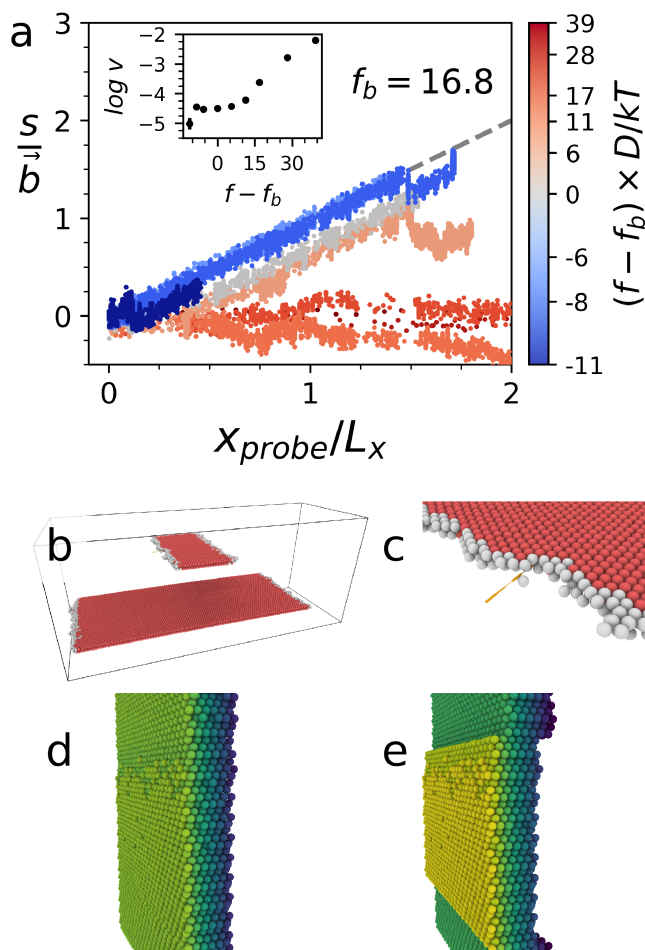 a
3
2
1
0
s
b⃗
0
1
2
x_probe/L_x
f_b = 16.8
−2
−3
−4
−5
log v
0
15
30
f − f_b
39
28
17
11
6
0
-6
-8
-11
(f − f_b) × D/kT
b
c
d
e